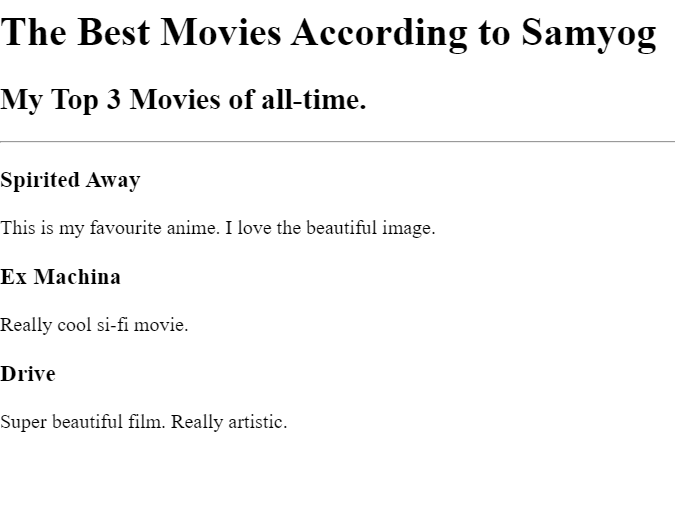 The Best Movies According to Samyog
My Top 3 Movies of all-time.
Spirited Away
This is my favourite anime. I love the beautiful image.
Ex Machina
Really cool si-fi movie.
Drive
Super beautiful film. Really artistic.